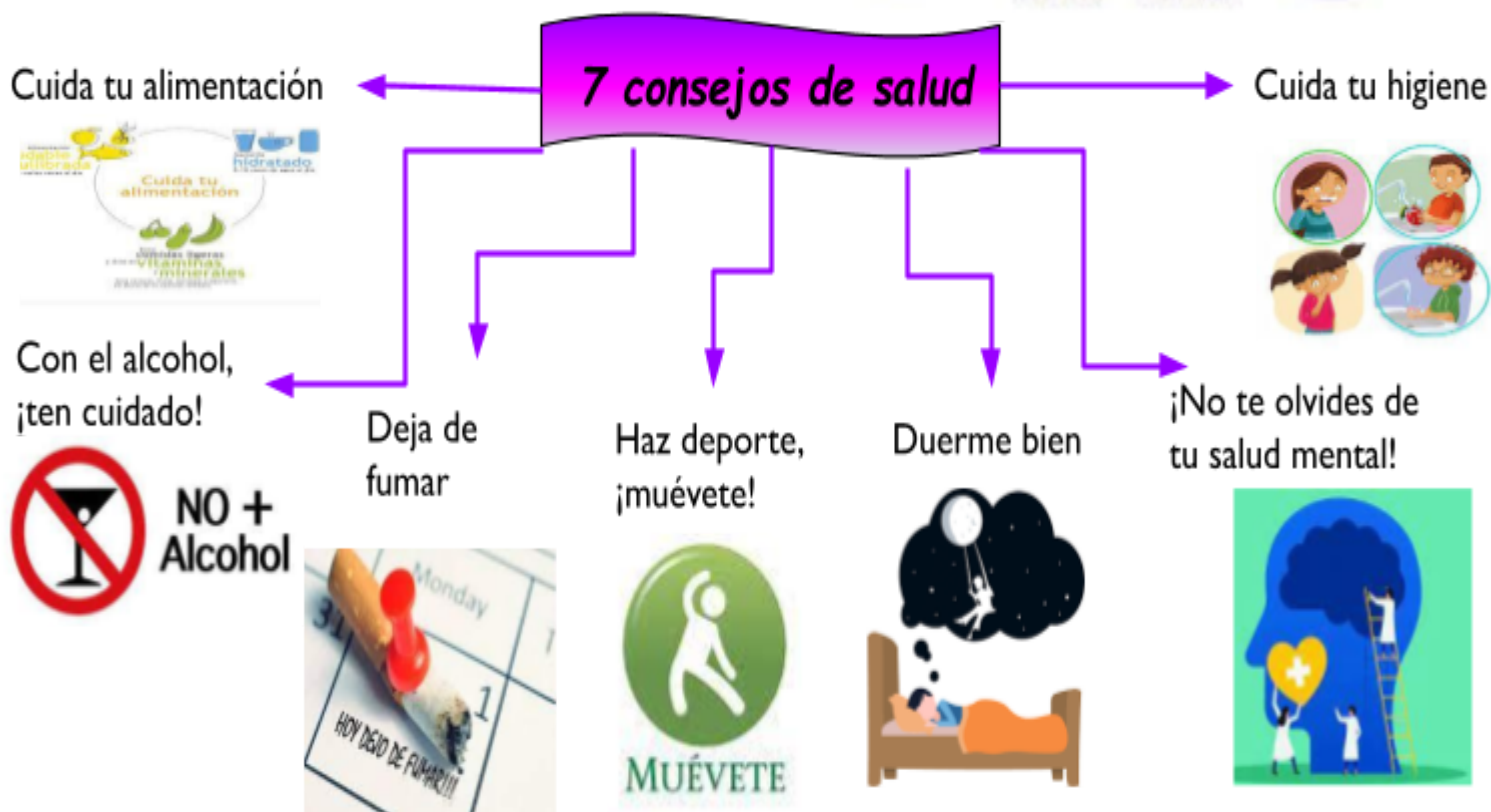 7 consejos de salud
Cuida tu alimentación
Cuida tu higiene
hidratado
Cuida tu
alimentación
comidas ligeras
vitaminas
minerales
Con el alcohol,
¡ten cuidado!
NO +
Alcohol
Deja de
fumar
Monday
31
1
HOY DEJO DE FUMAR!!!
Haz deporte,
¡muévete!
MUÉVETE
Duerme bien
¡No te olvides de
tu salud mental!